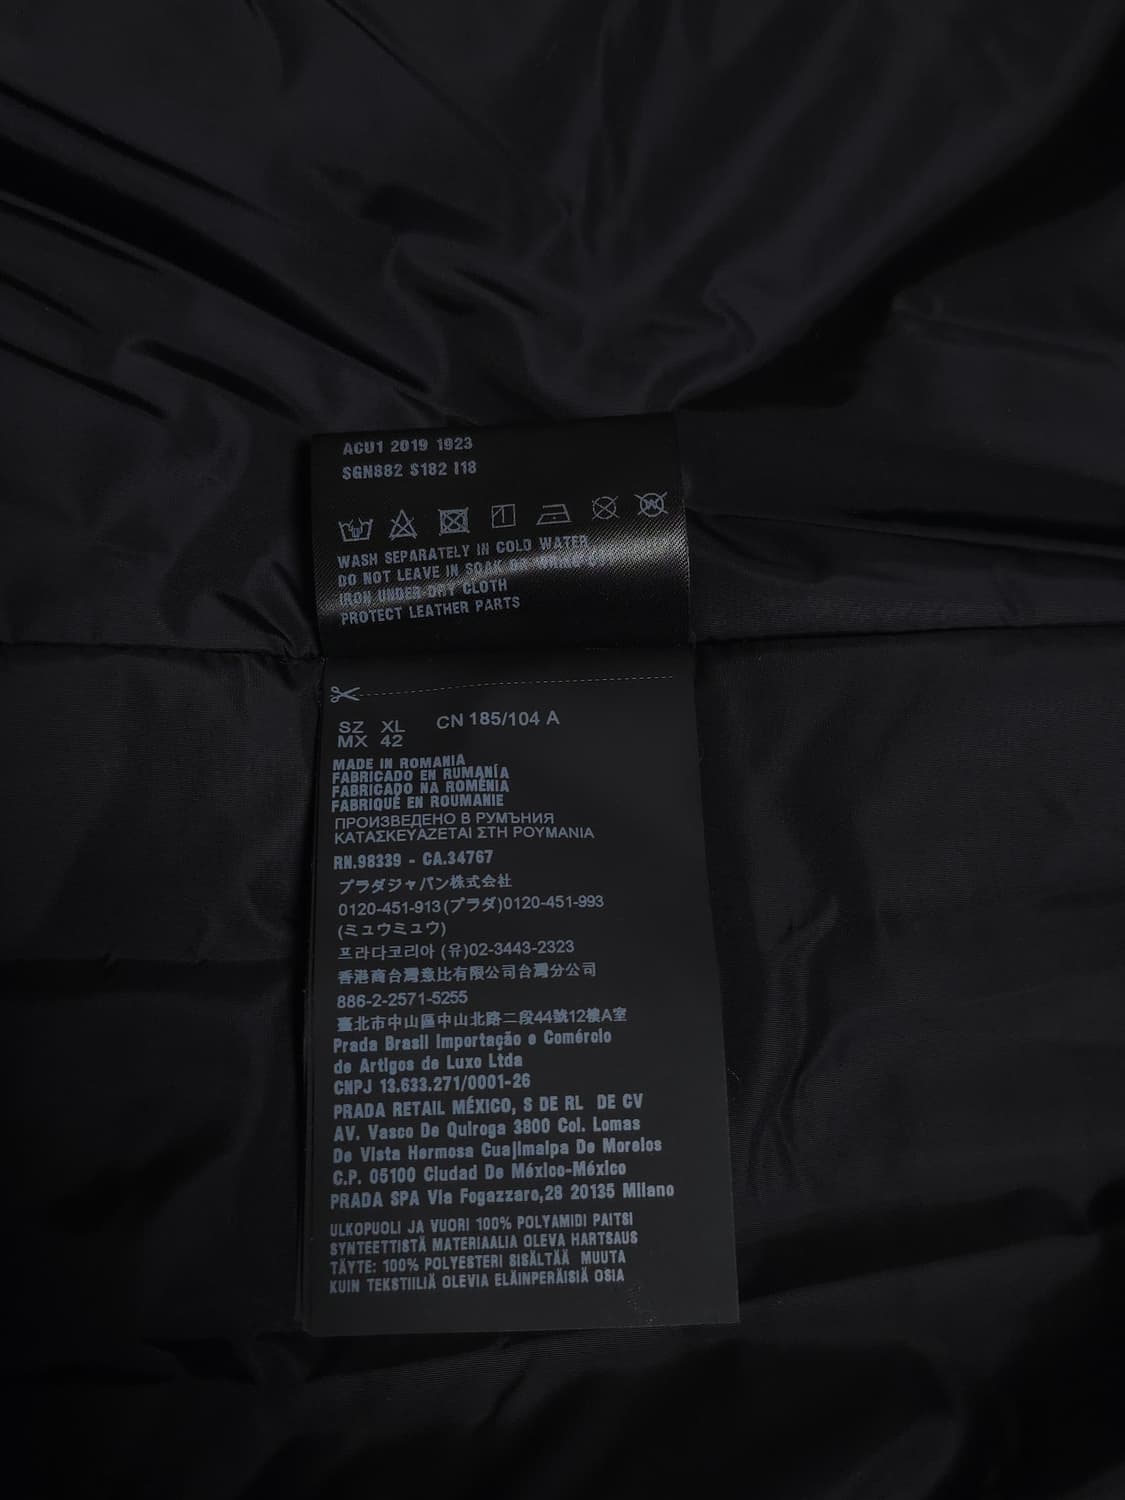 ACU1 2019 1923
SGN882 S182 I18
WASH SEPARATELY IN COLD WATER
DO NOT LEAVE IN SOAK OR
IRON UNDER DRY CLOTH
PROTECT LEATHER PARTS
SZ XL CN 185/104 A
MX 42
MADE IN ROMANIA
FABRICADO EN RUMANÍA
FABRICADO NA ROMÊNIA
FABRIQUÉ EN ROUMANIE
ПРОИЗВЕДЕНО В РУМЪНИЯ
ΚΑΤΑΣΚΕΥΑΖΕΤΑΙ ΣΤΗ ΡΟΥΜΑΝΙΑ
RN.98339 - CA.34767
プラダジャパン株式会社
0120-451-913(プラダ)0120-451-993
(ミュウミュウ)
프라다코리아 (유)02-3443-2323
香港商台灣意比有限公司台灣分公司
886-2-2571-5255
臺北市中山區中山北路二段44號12樓A室
Prada Brasil Importação e Comércio
de Artigos de Luxo Ltda
CNPJ 13.633.271/0001-26
PRADA RETAIL MÉXICO, S DE RL DE CV
AV. Vasco De Quiroga 3800 Col. Lomas
De Vista Hermosa Cuajimalpa De Morelos
C.P. 05100 Ciudad De México-México
PRADA SPA Via Fogazzaro,28 20135 Milano
ULKOPUOLI JA VUORI 100% POLYAMIDI PAITSI
SYNTEETTISTÄ MATERIAALIA OLEVA HARTSAUS
TÄYTE: 100% POLYESTERI SISÄLTÄÄ MUUTA
KUIN TEKSTIILIÄ OLEVIA ELÄINPERÄISIÄ OSIA